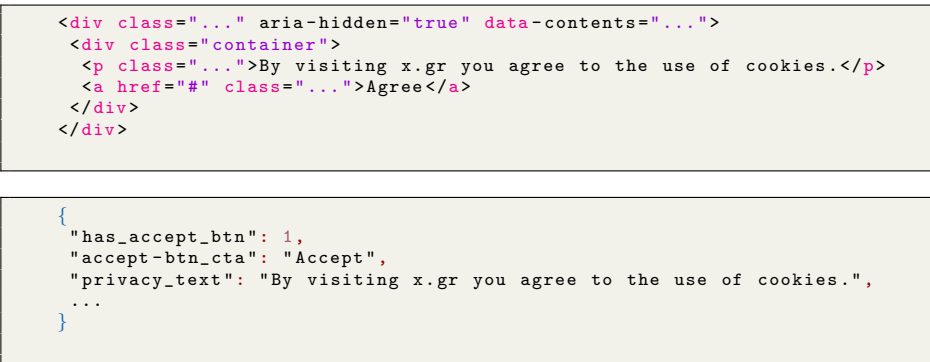 <div class="..." aria-hidden="true" data-contents="...">
<div class="container">
<p class="...">By visiting x.gr you agree to the use of cookies.</p>
<a href="#" class="...">Agree</a>
</div>
</div>
{
"has_accept_btn": 1,
"accept-btn_cta": "Accept",
"privacy_text": "By visiting x.gr you agree to the use of cookies.",
...
}